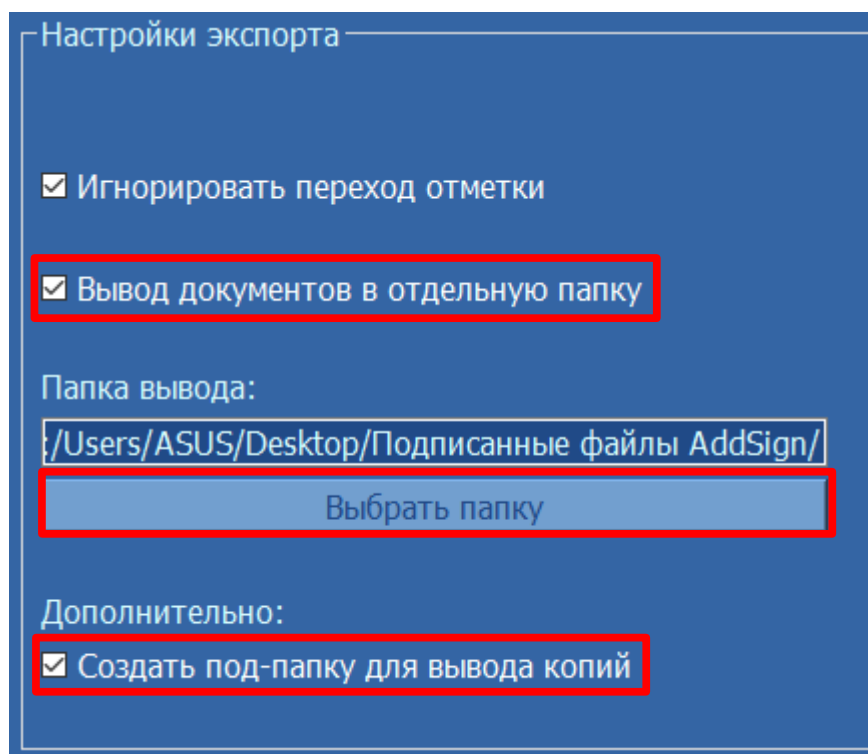 Настройки экспорта
Игнорировать переход отметки
Вывод документов в отдельную папку
Папка вывода:
:/Users/ASUS/Desktop/Подписанные файлы AddSign/
Выбрать папку
Дополнительно:
Создать под-папку для вывода копий